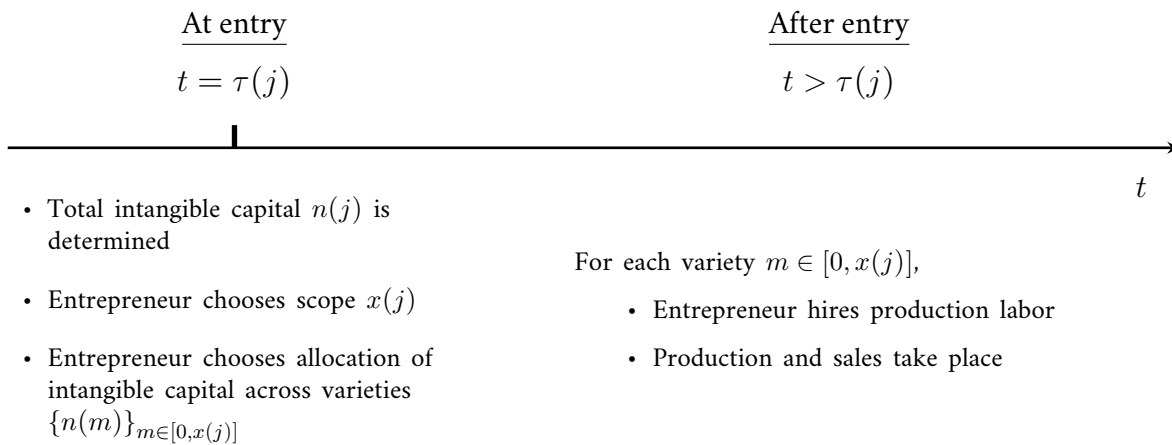 At entry
t = τ(j)
After entry
t > τ(j)
t
• Total intangible capital n(j) is
determined
• Entrepreneur chooses scope x(j)
• Entrepreneur chooses allocation of
intangible capital across varieties
{n(m)}_{m∈[0,x(j)]}
For each variety m ∈ [0, x(j)],
• Entrepreneur hires production labor
• Production and sales take place